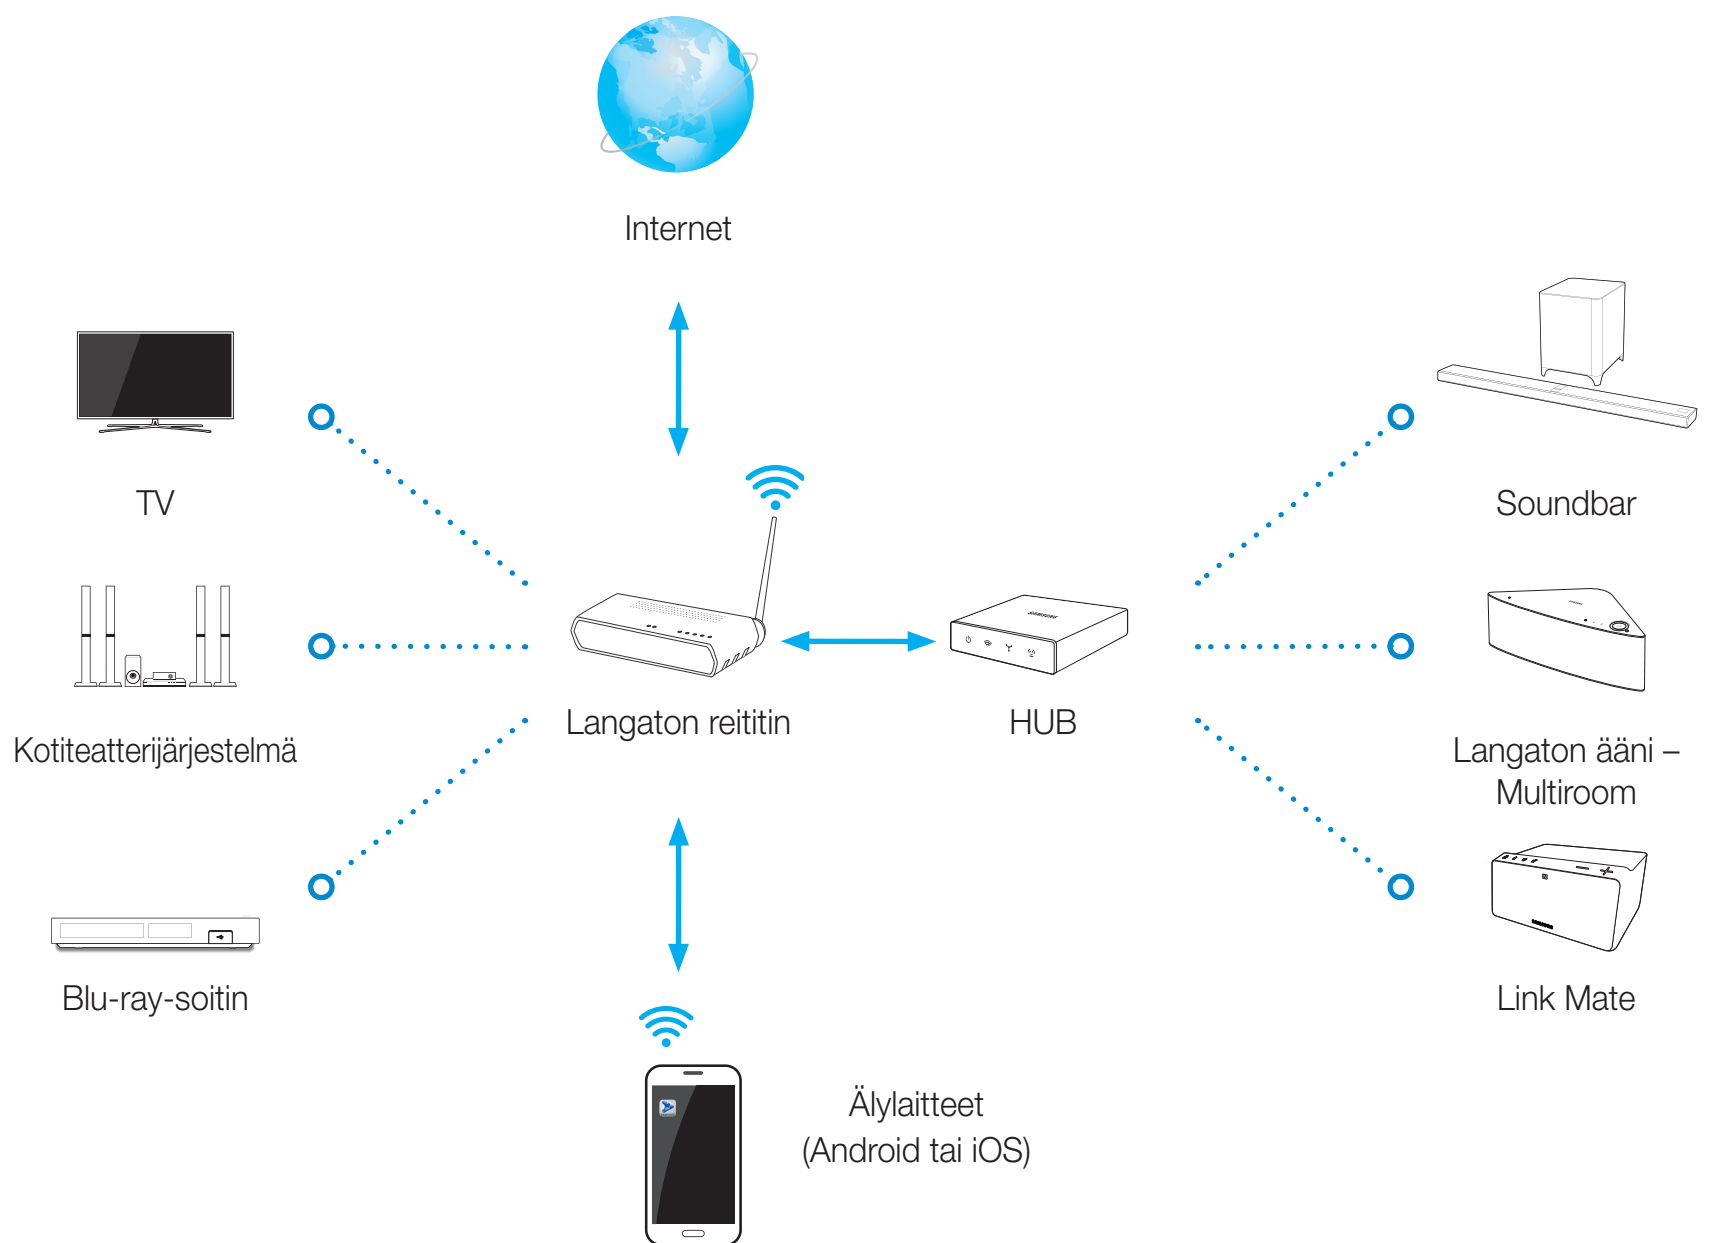 Internet
TV
Soundbar
SAMSUNG
Langaton reititin
HUB
Kotiteatterijärjestelmä
Langaton ääni –
Multiroom
Blu-ray-soitin
Link Mate
Älylaitteet
(Android tai iOS)